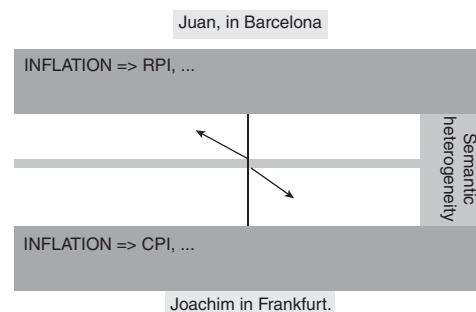 Juan, in Barcelona
INFLATION => RPI, ...
Semantic
heterogeneity
INFLATION => CPI, ...
Joachim in Frankfurt.